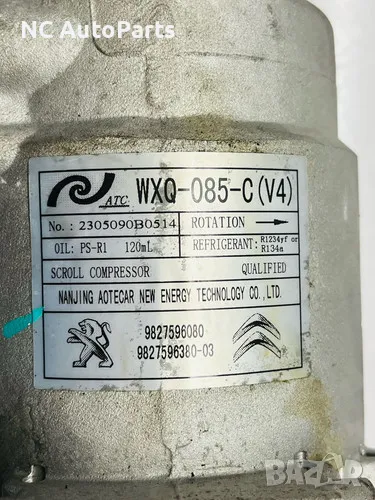 NC AutoParts
ATC WXQ-085-C(V4)
No.: 2305090B0514 ROTATION
OIL: PS-R1 120mL REFRIGERANT: R1234yf or R134a
SCROLL COMPRESSOR QUALIFIED
NANJING AOTECAR NEW ENERGY TECHNOLOGY CO.,LTD.
9827596080
9827596380-03
BAZAR
bg